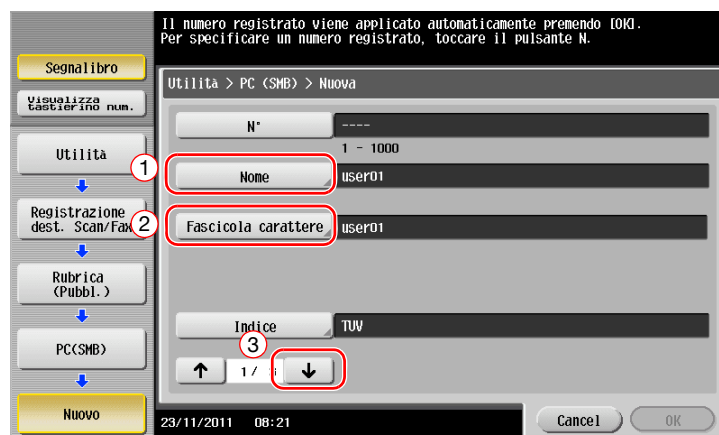 Il numero registrato viene applicato automaticamente premendo [OK].
Per specificare un numero registrato, toccare il pulsante N.
Segnalibro
Visualizza
tastierino num.
Utilità
Registrazione
dest. Scan/Fax
Rubrica
(Pubbl.)
PC(SMB)
Nuovo
Utilità > PC (SMB) > Nuova
N° ----
1 - 1000
1 Nome user01
2 Fascicola carattere user01
Indice TUV
3
↑ 1/ ↓
23/11/2011 08:21
Cancel OK